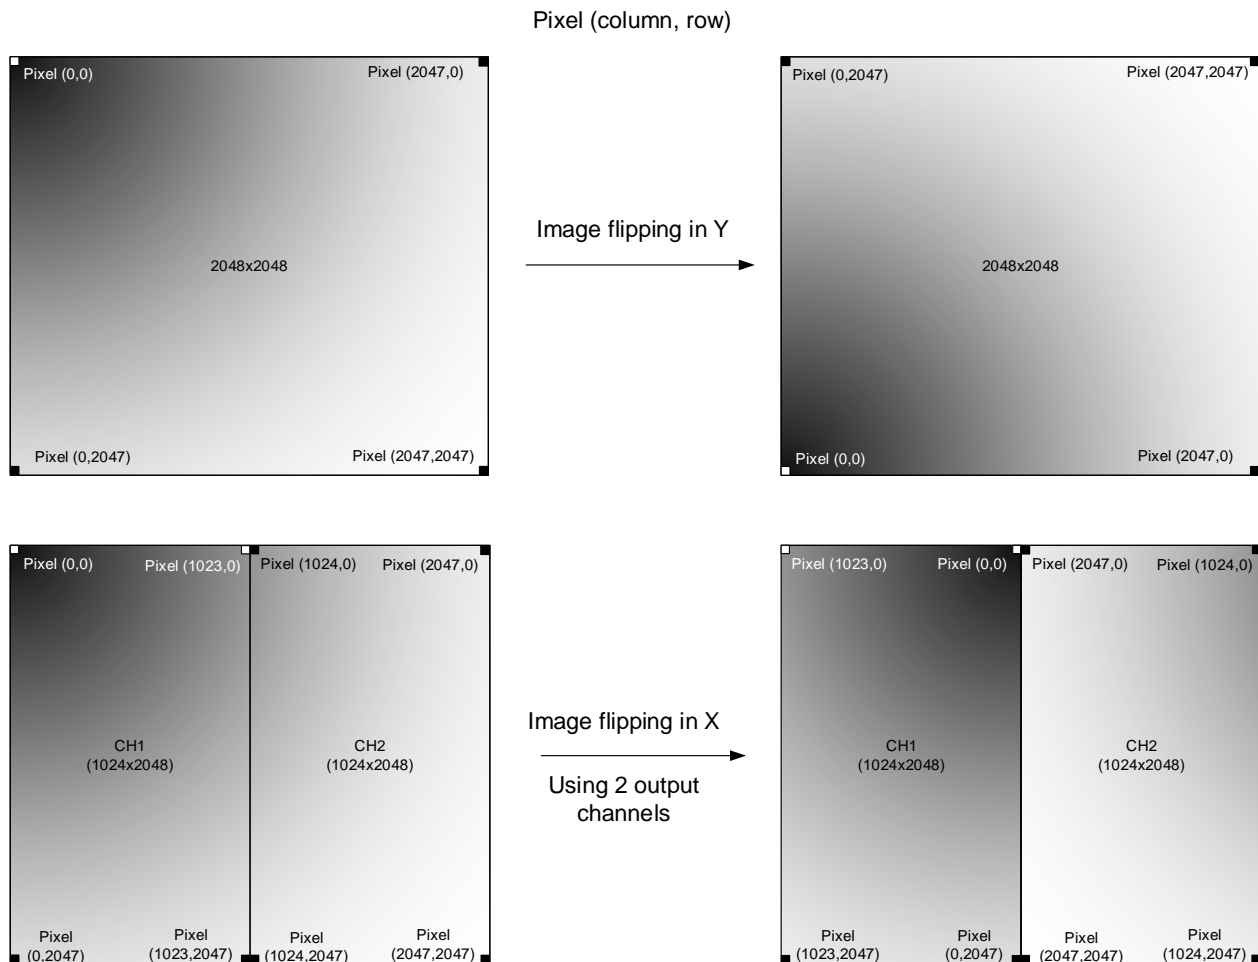 Pixel (column, row)
Pixel (0,0)
Pixel (2047,0)
2048x2048
Pixel (0,2047)
Pixel (2047,2047)
Image flipping in Y
Pixel (0,2047)
Pixel (2047,2047)
2048x2048
Pixel (0,0)
Pixel (2047,0)
Pixel (0,0)
Pixel (1023,0)
Pixel (1024,0)
Pixel (2047,0)
CH1
(1024x2048)
CH2
(1024x2048)
Pixel
(0,2047)
Pixel
(1023,2047)
Pixel
(1024,2047)
Pixel
(2047,2047)
Image flipping in X
Using 2 output
channels
Pixel (1023,0)
Pixel (0,0)
Pixel (2047,0)
Pixel (1024,0)
CH1
(1024x2048)
CH2
(1024x2048)
Pixel
(1023,2047)
Pixel
(0,2047)
Pixel
(2047,2047)
Pixel
(1024,2047)